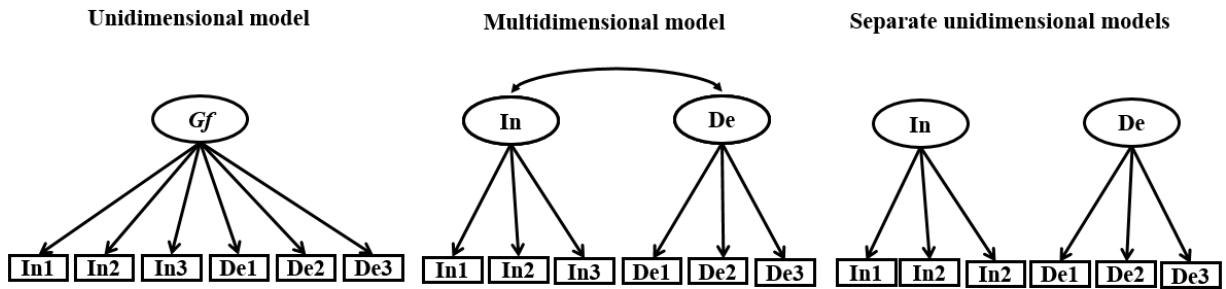 Unidimensional model
Multidimensional model
Separate unidimensional models
Gf
In
De
In
De
In1 In2 In3 De1 De2 De3
In1 In2 In3 De1 De2 De3
In1 In2 In2 De1 De2 De3